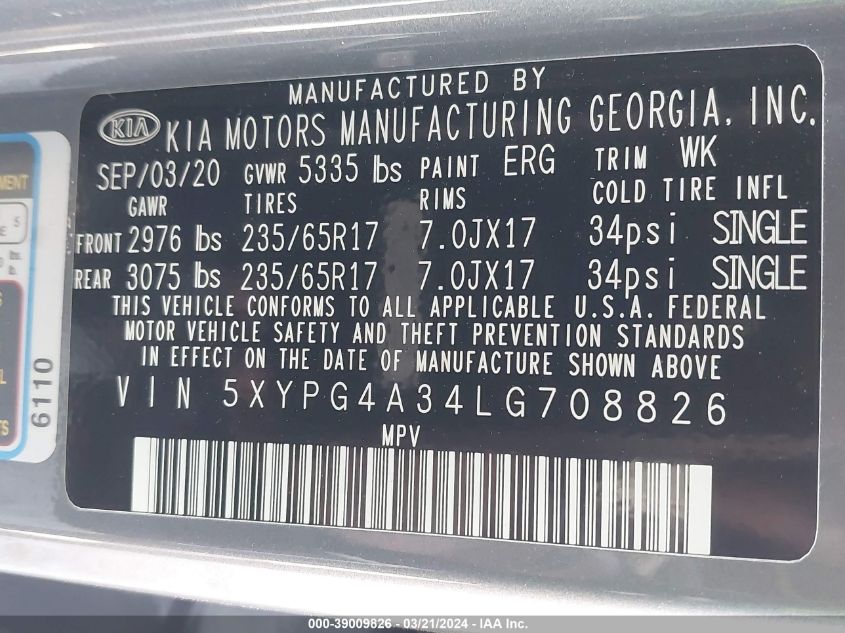 MANUFACTURED BY
KIA KIA MOTORS MANUFACTURING GEORGIA, INC.
SEP/03/20 GVWR 5335 lbs PAINT ERG TRIM WK
GAWR TIRES RIMS COLD TIRE INFL
FRONT 2976 lbs 235/65R17 7.0JX17 34psi SINGLE
REAR 3075 lbs 235/65R17 7.0JX17 34psi SINGLE
THIS VEHICLE CONFORMS TO ALL APPLICABLE U.S.A. FEDERAL
MOTOR VEHICLE SAFETY AND THEFT PREVENTION STANDARDS
IN EFFECT ON THE DATE OF MANUFACTURE SHOWN ABOVE
VIN 5XYPG4A34LG708826
MPV
6110
000-39009826 - 03/21/2024 - IAA Inc.